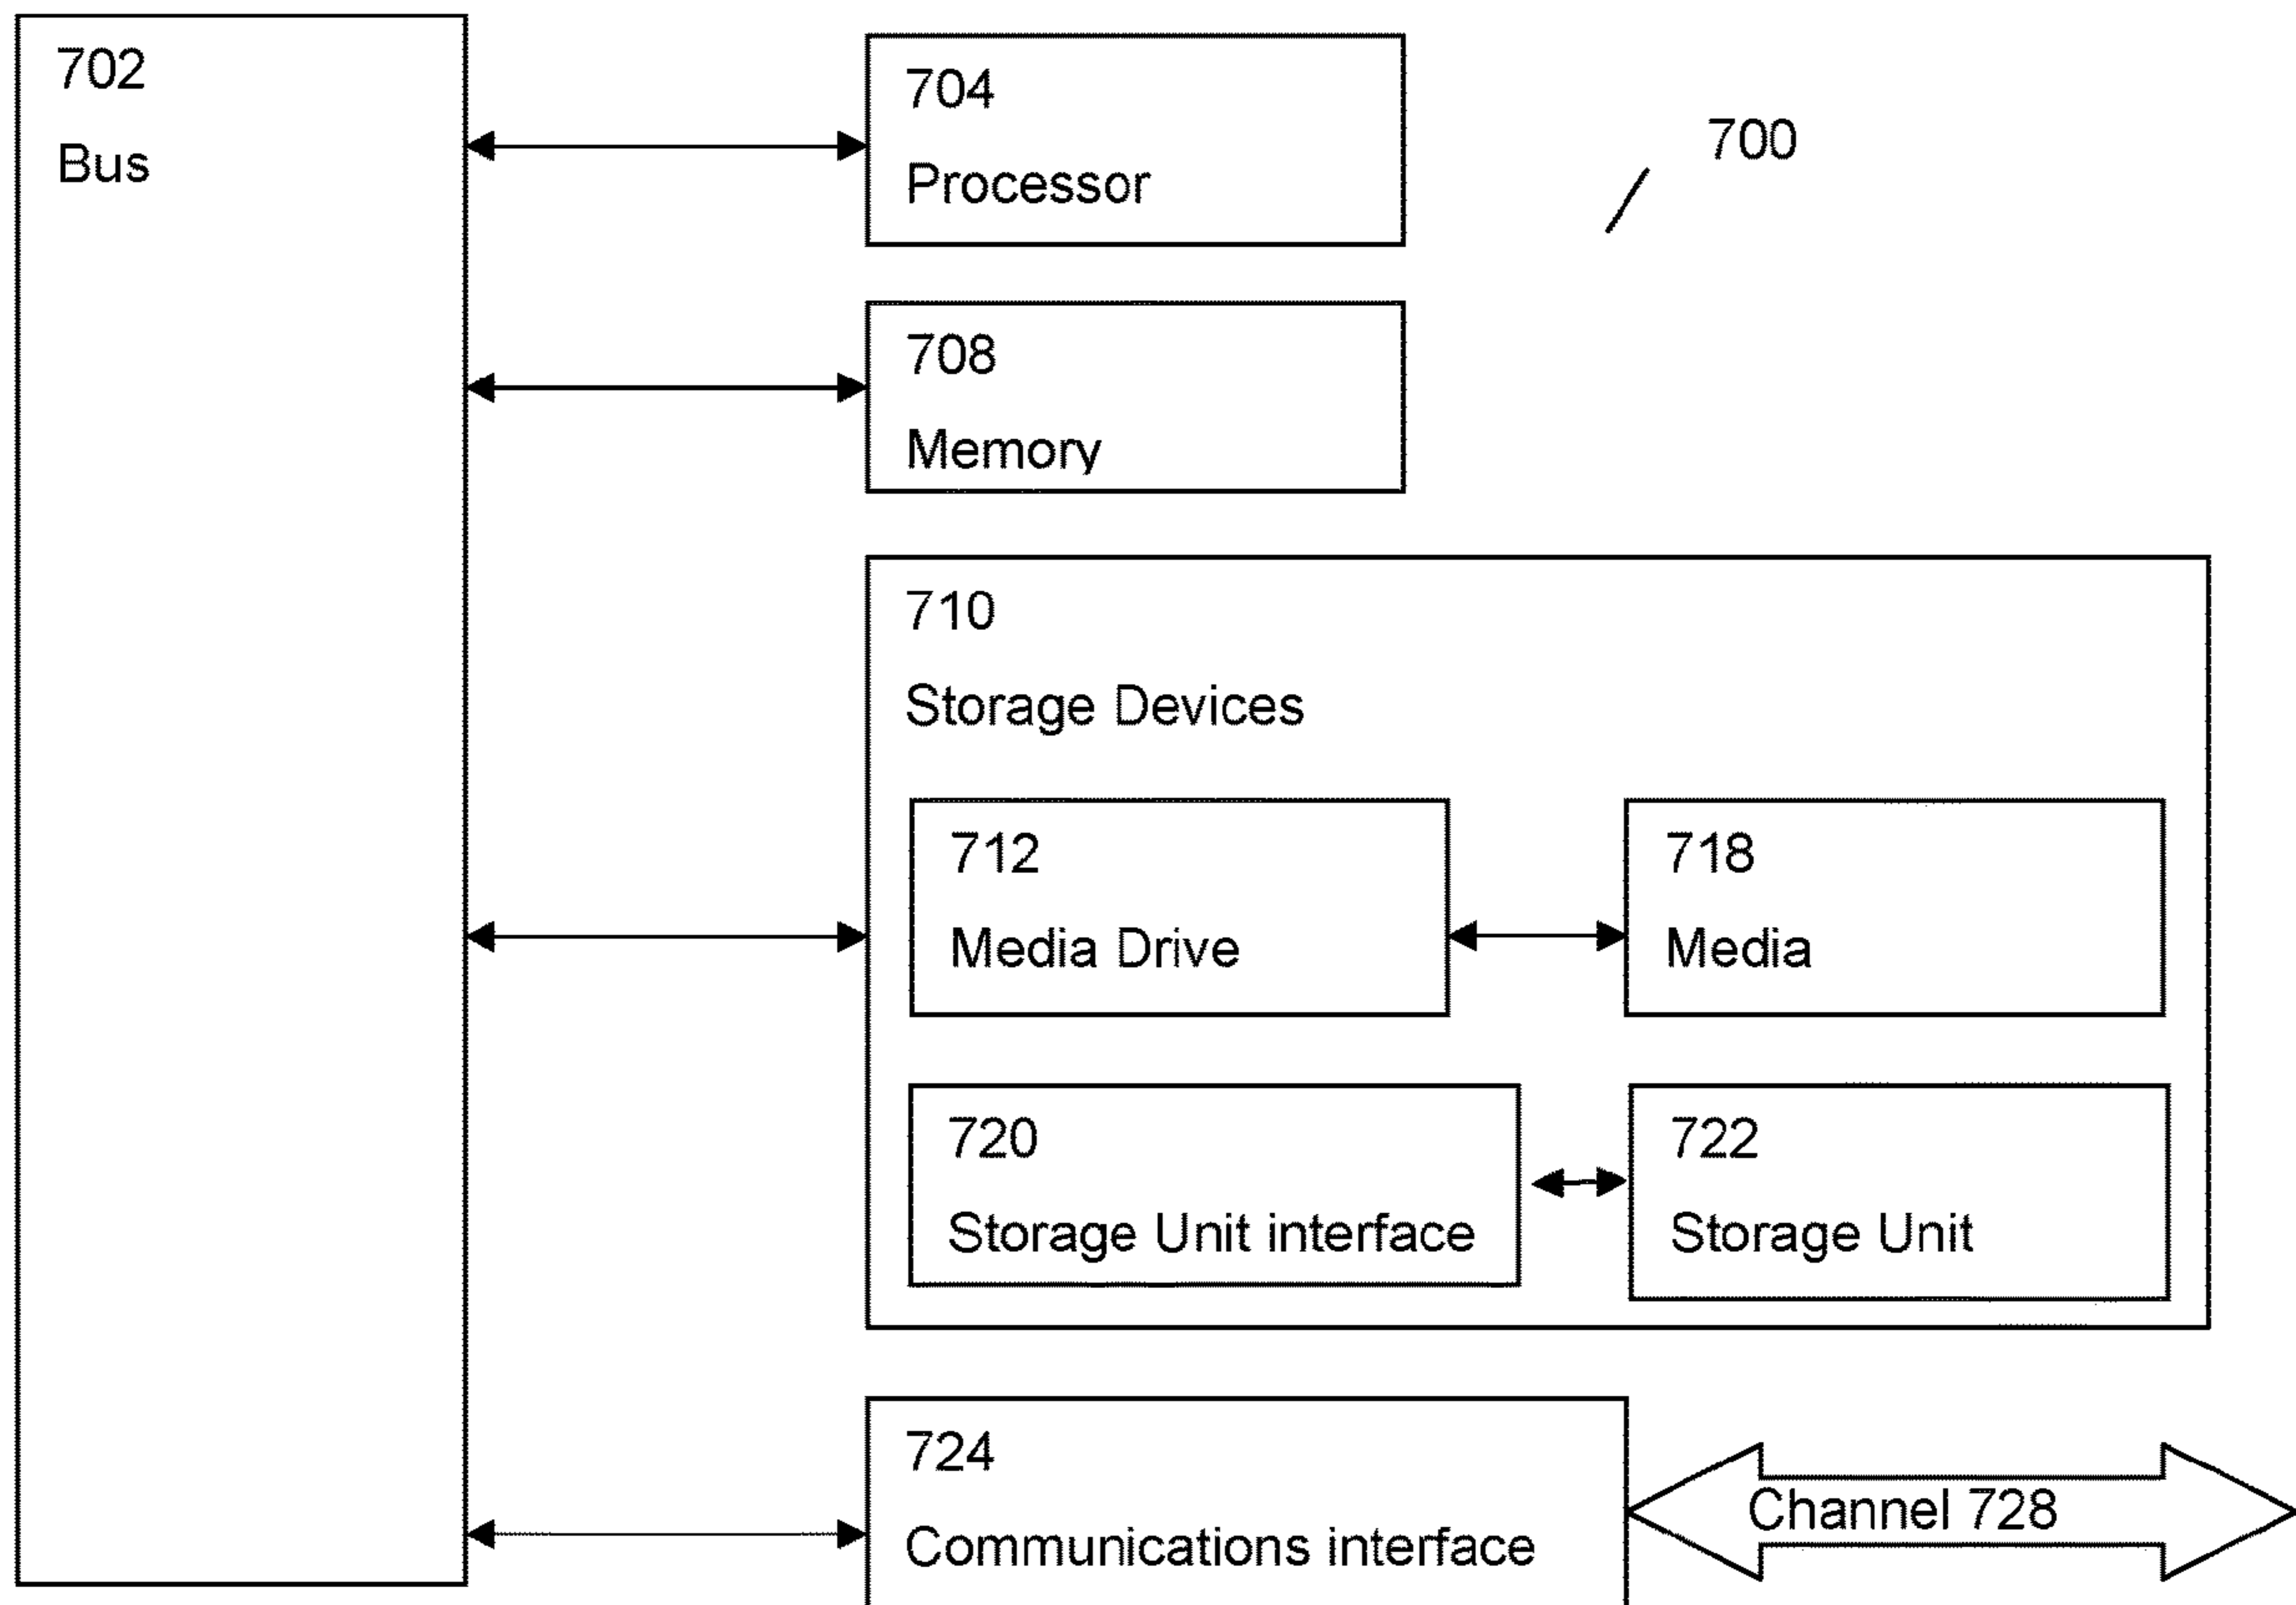 702
Bus
704
Processor
700
708
Memory
710
Storage Devices
712
Media Drive
718
Media
720
Storage Unit interface
722
Storage Unit
724
Communications interface
Channel 728